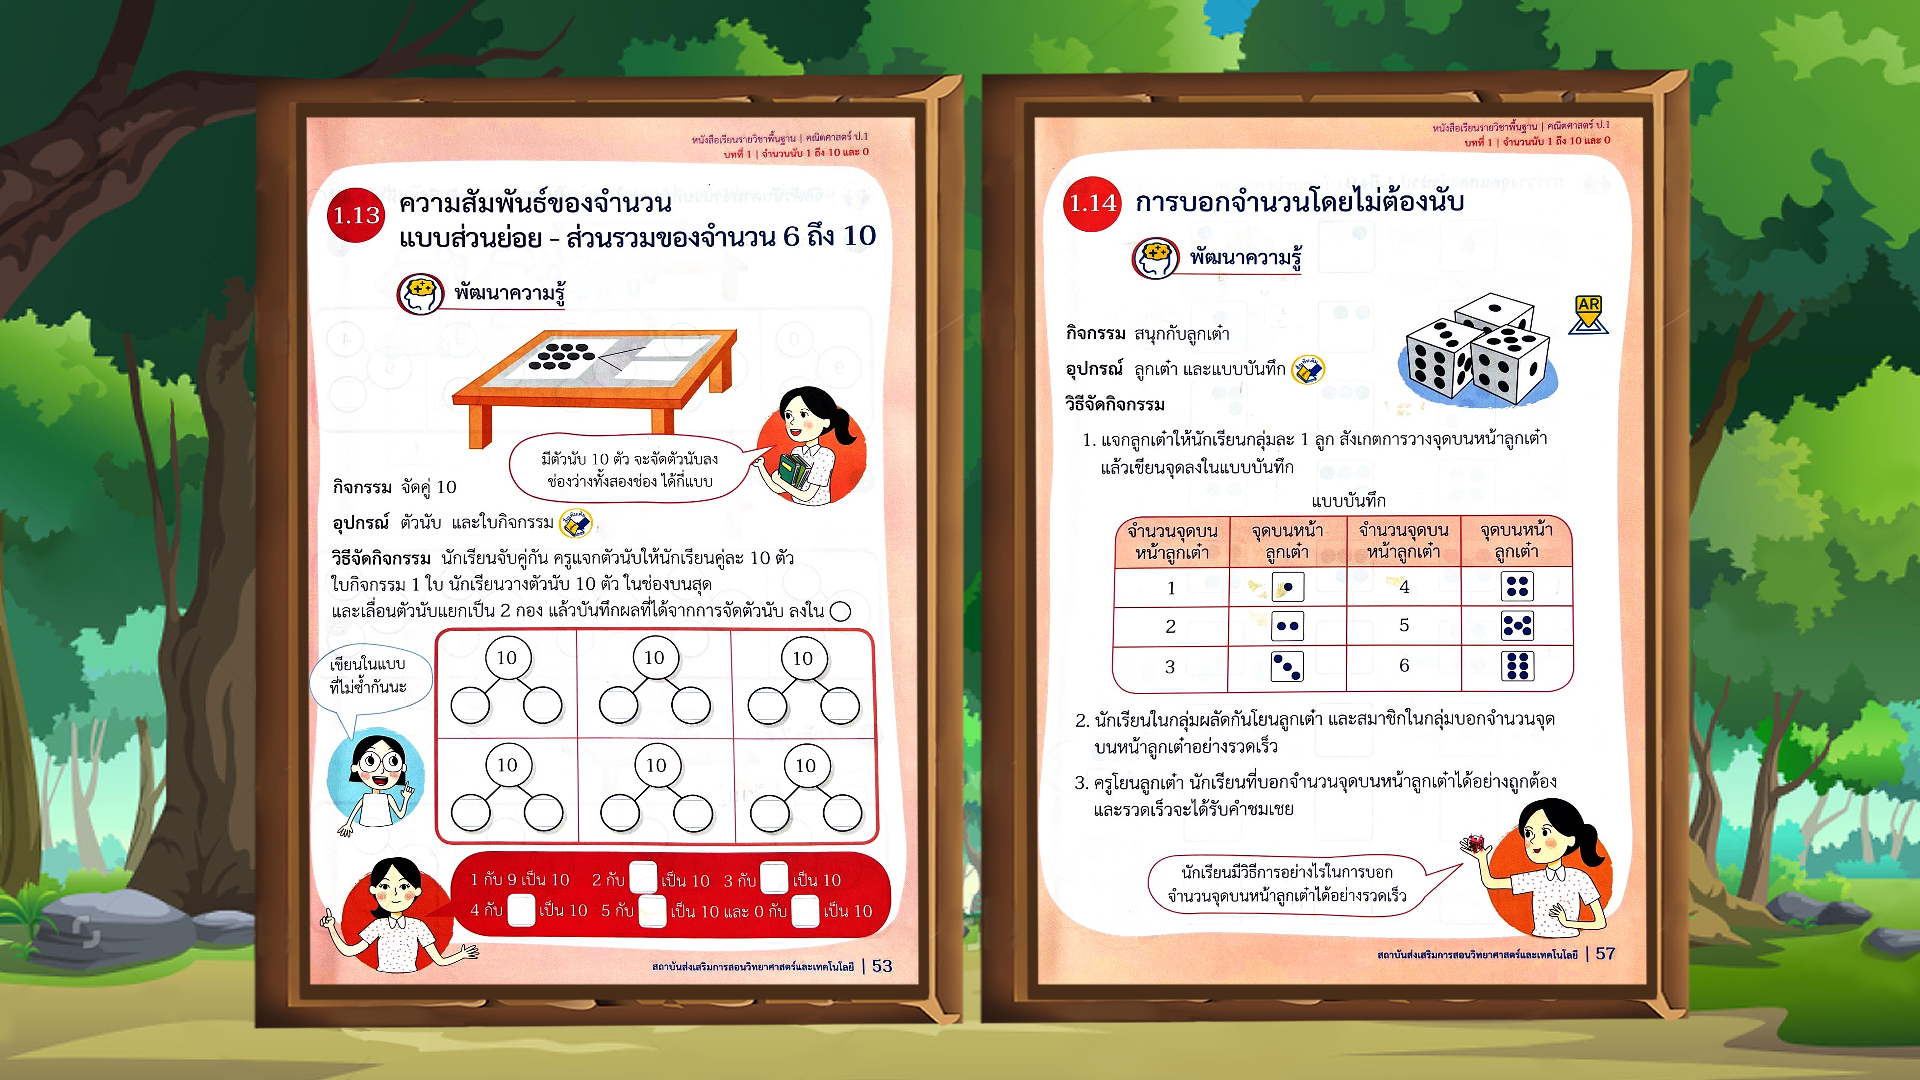 หนังสือเรียนรายวิชาพื้นฐาน | คณิตศาสตร์ ป.1
บทที่ 1 | จำนวนนับ 1 ถึง 10 และ 0
1.13 ความสัมพันธ์ของจำนวน
แบบส่วนย่อย - ส่วนรวมของจำนวน 6 ถึง 10
พัฒนาความรู้
มีตัวนับ 10 ตัว จะจัดตัวนับลง
ช่องว่างทั้งสองช่อง ได้กี่แบบ
กิจกรรม จัดคู่ 10
อุปกรณ์ ตัวนับ และใบกิจกรรม
วิธีจัดกิจกรรม นักเรียนจับคู่กัน ครูแจกตัวนับให้นักเรียนคู่ละ 10 ตัว
ใบกิจกรรม 1 ใบ นักเรียนวางตัวนับ 10 ตัว ในช่องบนสุด
และเลื่อนตัวนับแยกเป็น 2 กอง แล้วบันทึกผลที่ได้จากการจัดตัวนับ ลงใน
เขียนในแบบ
ที่ไม่ซ้ำกันนะ
10 10 10
10 10 10
1 กับ 9 เป็น 10 2 กับ เป็น 10 3 กับ เป็น 10
4 กับ เป็น 10 5 กับ เป็น 10 และ 0 กับ เป็น 10
สถาบันส่งเสริมการสอนวิทยาศาสตร์และเทคโนโลยี | 53
หนังสือเรียนรายวิชาพื้นฐาน | คณิตศาสตร์ ป.1
บทที่ 1 | จำนวนนับ 1 ถึง 10 และ 0
1.14 การบอกจำนวนโดยไม่ต้องนับ
พัฒนาความรู้
AR
กิจกรรม สนุกกับลูกเต๋า
อุปกรณ์ ลูกเต๋า และแบบบันทึก
วิธีจัดกิจกรรม
1. แจกลูกเต๋าให้นักเรียนกลุ่มละ 1 ลูก สังเกตการวางจุดบนหน้าลูกเต๋า
แล้วเขียนจุดลงในแบบบันทึก
แบบบันทึก
จำนวนจุดบน จุดบนหน้า จำนวนจุดบน จุดบนหน้า
หน้าลูกเต๋า ลูกเต๋า หน้าลูกเต๋า ลูกเต๋า
1 4
2 5
3 6
2. นักเรียนในกลุ่มผลัดกันโยนลูกเต๋า และสมาชิกในกลุ่มบอกจำนวนจุด
บนหน้าลูกเต๋าอย่างรวดเร็ว
3. ครูโยนลูกเต๋า นักเรียนที่บอกจำนวนจุดบนหน้าลูกเต๋าได้อย่างถูกต้อง
และรวดเร็วจะได้รับคำชมเชย
นักเรียนมีวิธีการอย่างไรในการบอก
จำนวนจุดบนหน้าลูกเต๋าได้อย่างรวดเร็ว
สถาบันส่งเสริมการสอนวิทยาศาสตร์และเทคโนโลยี | 57